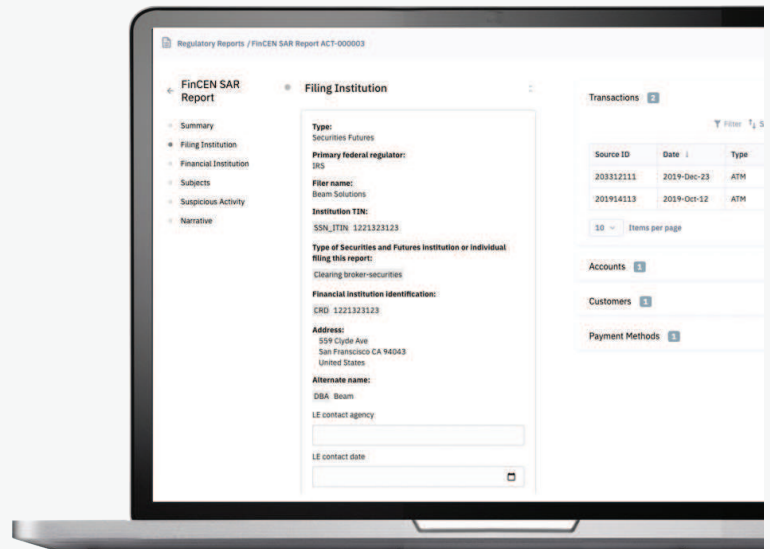 Regulatory Reports / FinCEN SAR Report ACT-000003
FinCEN SAR
Report
Summary
Filing Institution
Financial Institution
Subjects
Suspicious Activity
Narrative
Filing Institution
Type:
Securities Futures
Primary federal regulator:
IRS
Filer name:
Beam Solutions
Institution TIN:
SSN_ITIN 1221323123
Type of Securities and Futures institution or individual
filing this report:
Clearing broker-securities
Financial institution identification:
CRD 1221323123
Address:
559 Clyde Ave
San Franscisco CA 94043
United States
Alternate name:
DBA Beam
LE contact agency
LE contact date
Transactions 2
Filter S
Source ID Date Type
203312111 2019-Dec-23 ATM
201914113 2019-Oct-12 ATM
10 Items per page
Accounts 1
Customers 1
Payment Methods 1